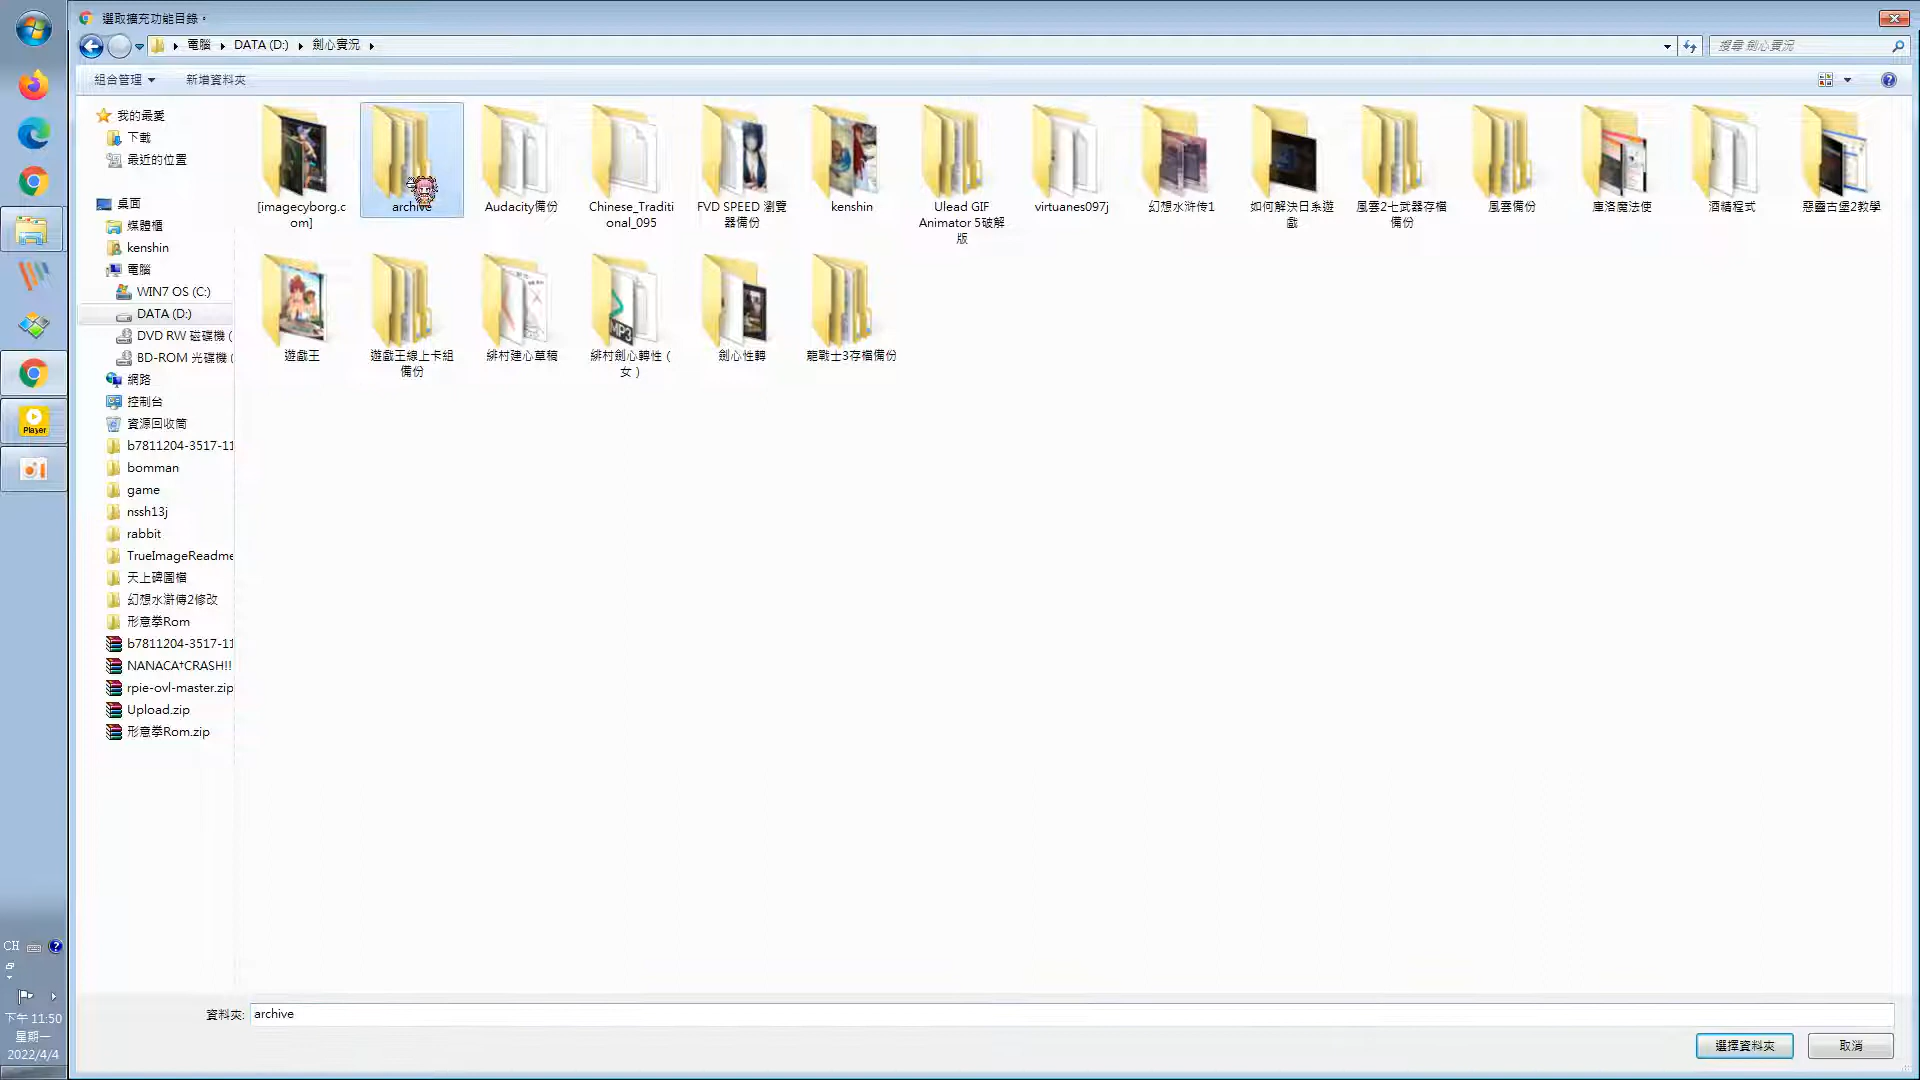 選取擴充功能目錄。
電腦 DATA (D:) 劍心實況
搜尋 劍心實況
組合管理 新增資料夾
我的最愛
下載
最近的位置
桌面
媒體櫃
kenshin
電腦
WIN7 OS (C:)
DATA (D:)
DVD RW 磁碟機 (
BD-ROM 光碟機 (
網路
控制台
資源回收筒
b7811204-3517-11
bomman
game
nssh13j
rabbit
TrueImageReadme
天上碑圖檔
幻想水滸傳2修改
形意拳Rom
b7811204-3517-11
NANACA†CRASH!!
rpie-ovl-master.zip
Upload.zip
形意拳Rom.zip
[imagecyborg.c
om]
archive
Audacity備份
Chinese_Traditi
onal_095
FVD SPEED 瀏覽
器備份
kenshin
Ulead GIF
Animator 5破解
版
virtuanes097j
幻想水浒传1
如何解決日系遊
戲
風雲2七武器存檔
備份
風雲備份
庫洛魔法使
酒精程式
惡靈古堡2教學
遊戲王
遊戲王線上卡組
備份
緋村建心草稿
MP3
緋村劍心轉性 (
女 )
劍心性轉
龍戰士3存檔備份
資料夾: archive
選擇資料夾 取消
Player
CH
下午 11:50
星期一
2022/4/4